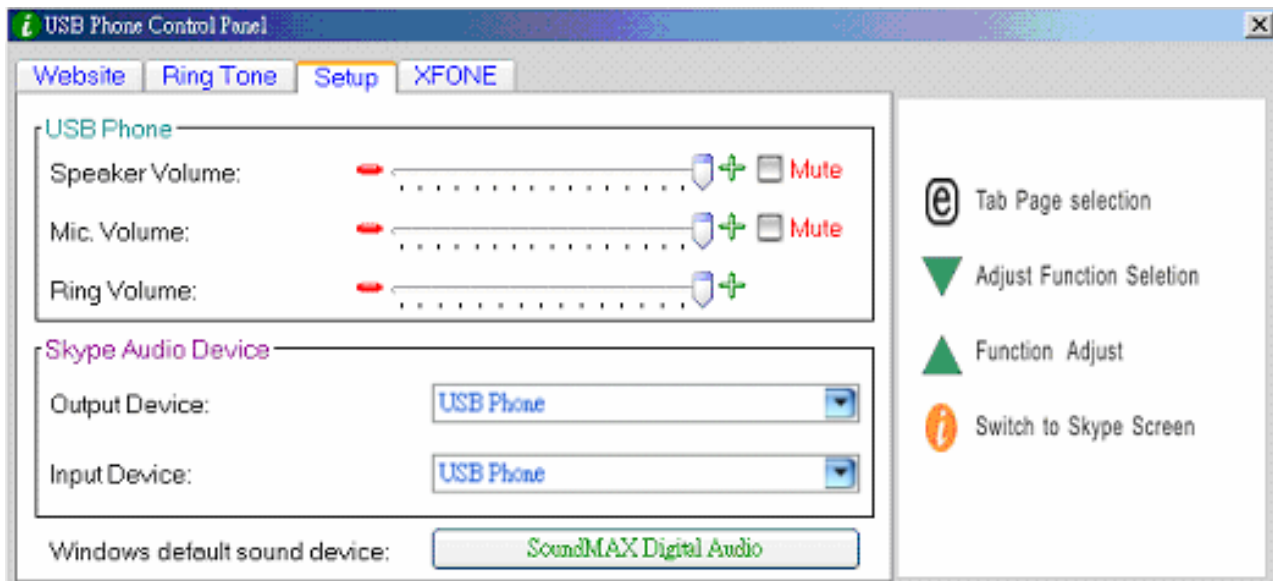 USB Phone Control Panel
Website Ring Tone Setup XFONE
USB Phone
Speaker Volume: Mute
Mic. Volume: Mute
Ring Volume:
Skype Audio Device
Output Device: USB Phone
Input Device: USB Phone
Windows default sound device: SoundMAX Digital Audio
e Tab Page selection
Adjust Function Seletion
Function Adjust
i Switch to Skype Screen